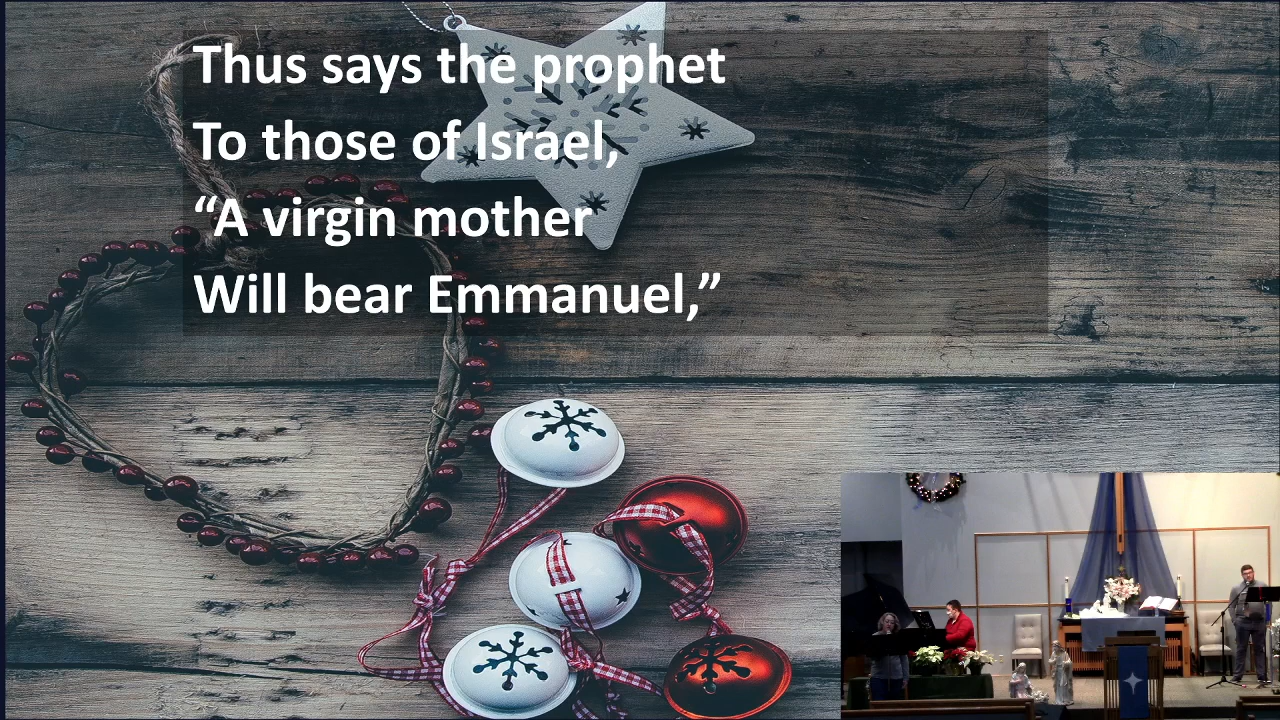 Thus says the prophet
To those of Israel,
“A virgin mother
Will bear Emmanuel,”